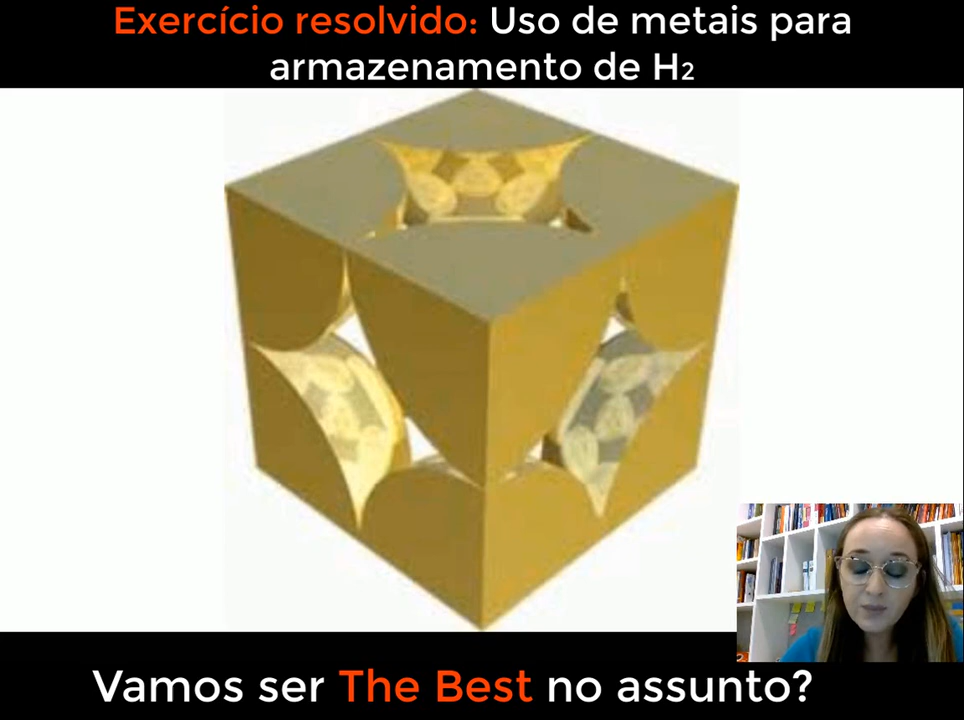 Exercício resolvido: Uso de metais para
armazenamento de H₂
Vamos ser The Best no assunto?